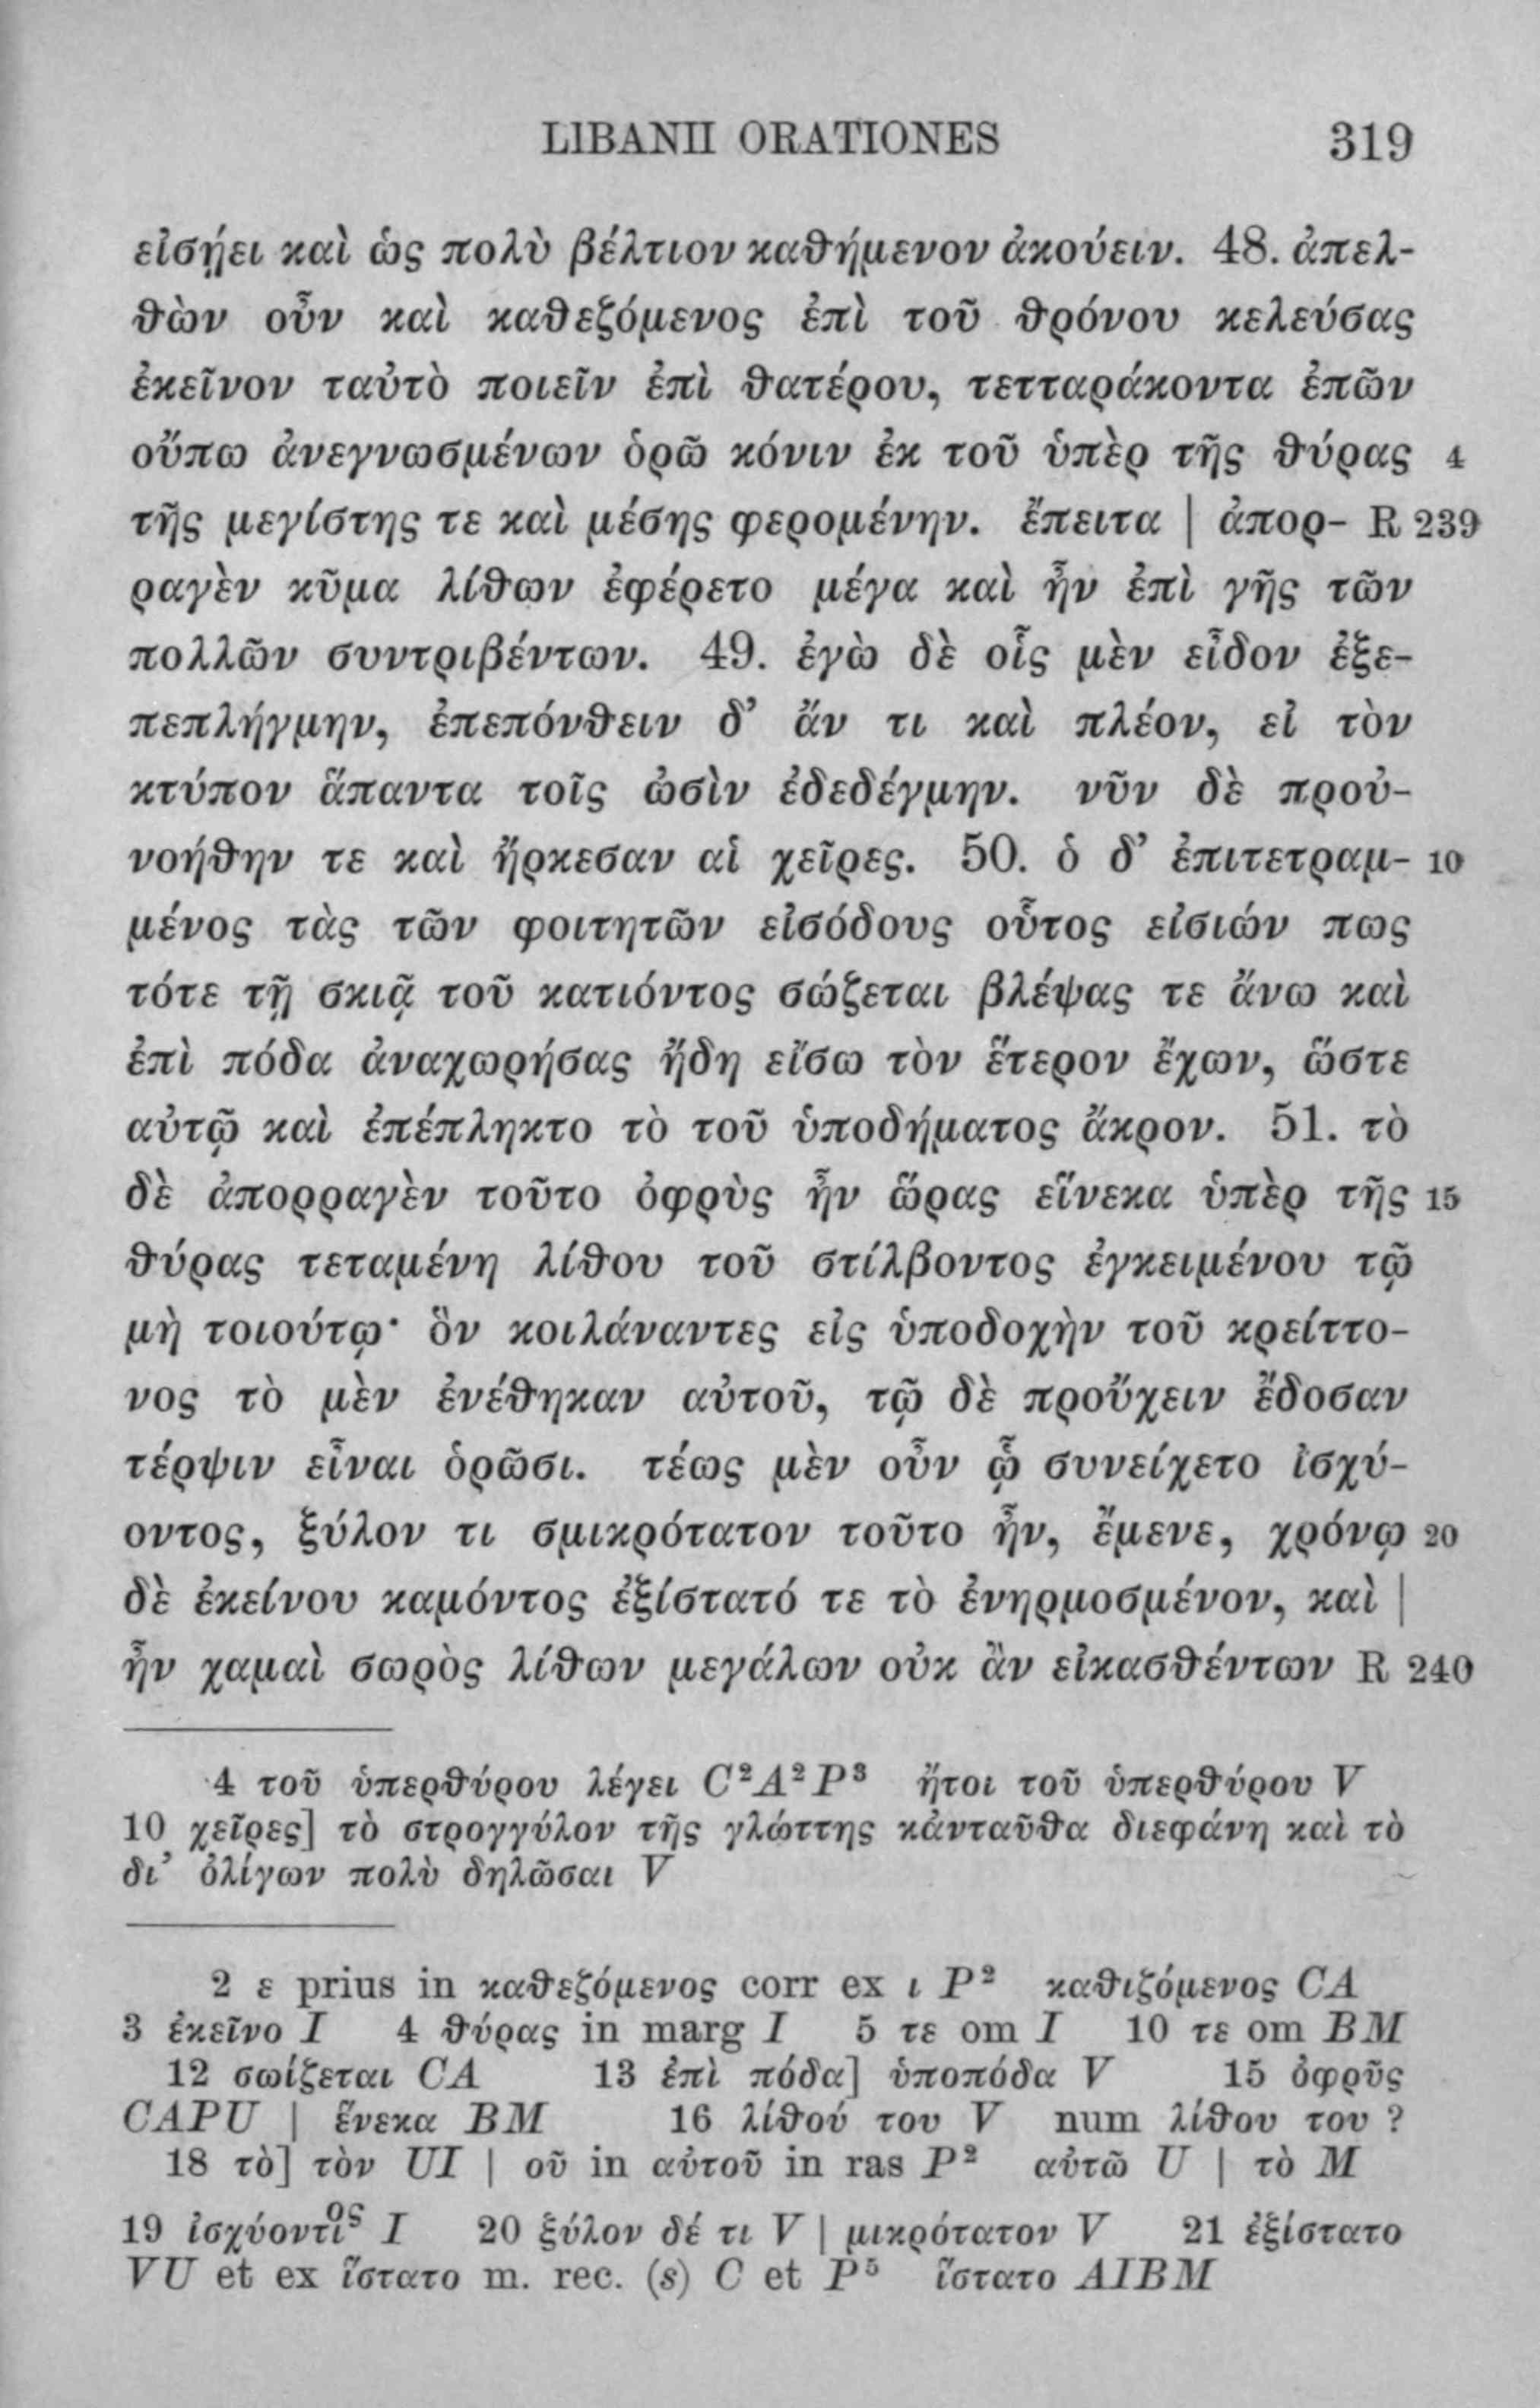 LIBANII ORATIONES 319
εἰσῄει καὶ ὡς πολὺ βέλτιον καθήμενον ἀκούειν. 48. ἀπελ-
θὼν οὖν καὶ καθεζόμενος ἐπὶ τοῦ θρόνου κελεύσας
ἐκεῖνον ταὐτὸ ποιεῖν ἐπὶ θατέρου, τετταράκοντα ἐπῶν
οὔπω ἀνεγνωσμένων ὁρῶ κόνιν ἐκ τοῦ ὑπὲρ τῆς θύρας 4
τῆς μεγίστης τε καὶ μέσης φερομένην. ἔπειτα | ἀπορ- R 239
ραγὲν κῦμα λίθων ἐφέρετο μέγα καὶ ἦν ἐπὶ γῆς τῶν
πολλῶν συντριβέντων. 49. ἐγὼ δὲ οἷς μὲν εἶδον ἐξε-
πεπλήγμην, ἐπεπόνθειν δ’ ἄν τι καὶ πλέον, εἰ τὸν
κτύπον ἅπαντα τοῖς ὠσὶν ἐδεδέγμην. νῦν δὲ προὐ-
νοήθην τε καὶ ἤρκεσαν αἱ χεῖρες. 50. ὁ δ’ ἐπιτετραμ- 10
μένος τὰς τῶν φοιτητῶν εἰσόδους οὗτος εἰσιών πως
τότε τῇ σκιᾷ τοῦ κατιόντος σώζεται βλέψας τε ἄνω καὶ
ἐπὶ πόδα ἀναχωρήσας ἤδη εἴσω τὸν ἕτερον ἔχων, ὥστε
αὐτῷ καὶ ἐπέπληκτο τὸ τοῦ ὑποδήματος ἄκρον. 51. τὸ
δὲ ἀπορραγὲν τοῦτο ὀφρὺς ἦν ὥρας εἵνεκα ὑπὲρ τῆς 15
θύρας τεταμένη λίθου τοῦ στίλβοντος ἐγκειμένου τῷ
μὴ τοιούτῳ· ὃν κοιλάναντες εἰς ὑποδοχὴν τοῦ κρείττο-
νος τὸ μὲν ἐνέθηκαν αὐτοῦ, τῷ δὲ προὔχειν ἔδοσαν
τέρψιν εἶναι ὁρῶσι. τέως μὲν οὖν ᾧ συνείχετο ἰσχύ-
οντος, ξύλον τι σμικρότατον τοῦτο ἦν, ἔμενε, χρόνῳ 20
δὲ ἐκείνου καμόντος ἐξίστατό τε τὸ ἐνηρμοσμένον, καὶ |
ἦν χαμαὶ σωρὸς λίθων μεγάλων οὐκ ἂν εἰκασθέντων R 240
4 τοῦ ὑπερθύρου λέγει C²A²P³ ἤτοι τοῦ ὑπερθύρου V
10 χεῖρες] τὸ στρογγύλον τῆς γλώττης κἀνταῦθα διεφάνη καὶ τὸ
δι’ ὀλίγων πολὺ δηλῶσαι V
2 ε prius in καθεζόμενος corr ex ι P² καθιζόμενος CA
3 ἐκεῖνο I 4 θύρας in marg I 5 τε om I 10 τε om BM
12 σωίζεται CA 13 ἐπὶ πόδα] ὑποπόδα V 15 ὀφρῦς
CAPU | ἕνεκα BM 16 λίθού του V num λίθου του ?
18 τὸ] τὸν UI | οῦ in αὐτοῦ in ras P² αὐτῶ U | τὸ M
19 ἰσχύοντιος I 20 ξύλον δέ τι V | μικρότατον V 21 ἐξίστατο
VU et ex ἵστατο m. rec. (s) C et P⁵ ἵστατο AIBM